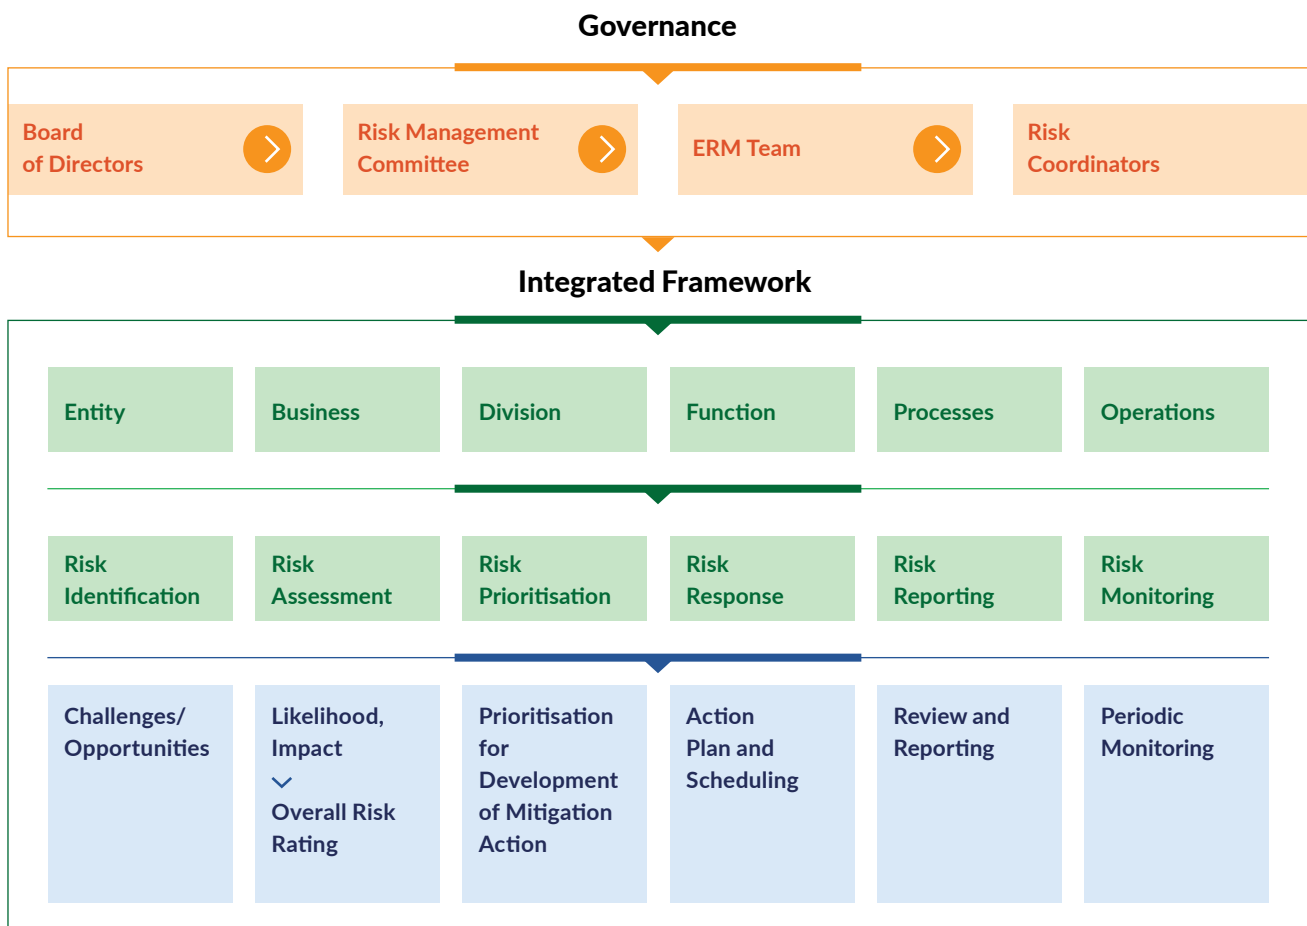 Governance
Board
of Directors
Risk Management
Committee
ERM Team
Risk
Coordinators
Integrated Framework
Entity
Business
Division
Function
Processes
Operations
Risk
Identification
Risk
Assessment
Risk
Prioritisation
Risk
Response
Risk
Reporting
Risk
Monitoring
Challenges/
Opportunities
Likelihood,
Impact
Overall Risk
Rating
Prioritisation
for
Development
of Mitigation
Action
Action
Plan and
Scheduling
Review and
Reporting
Periodic
Monitoring